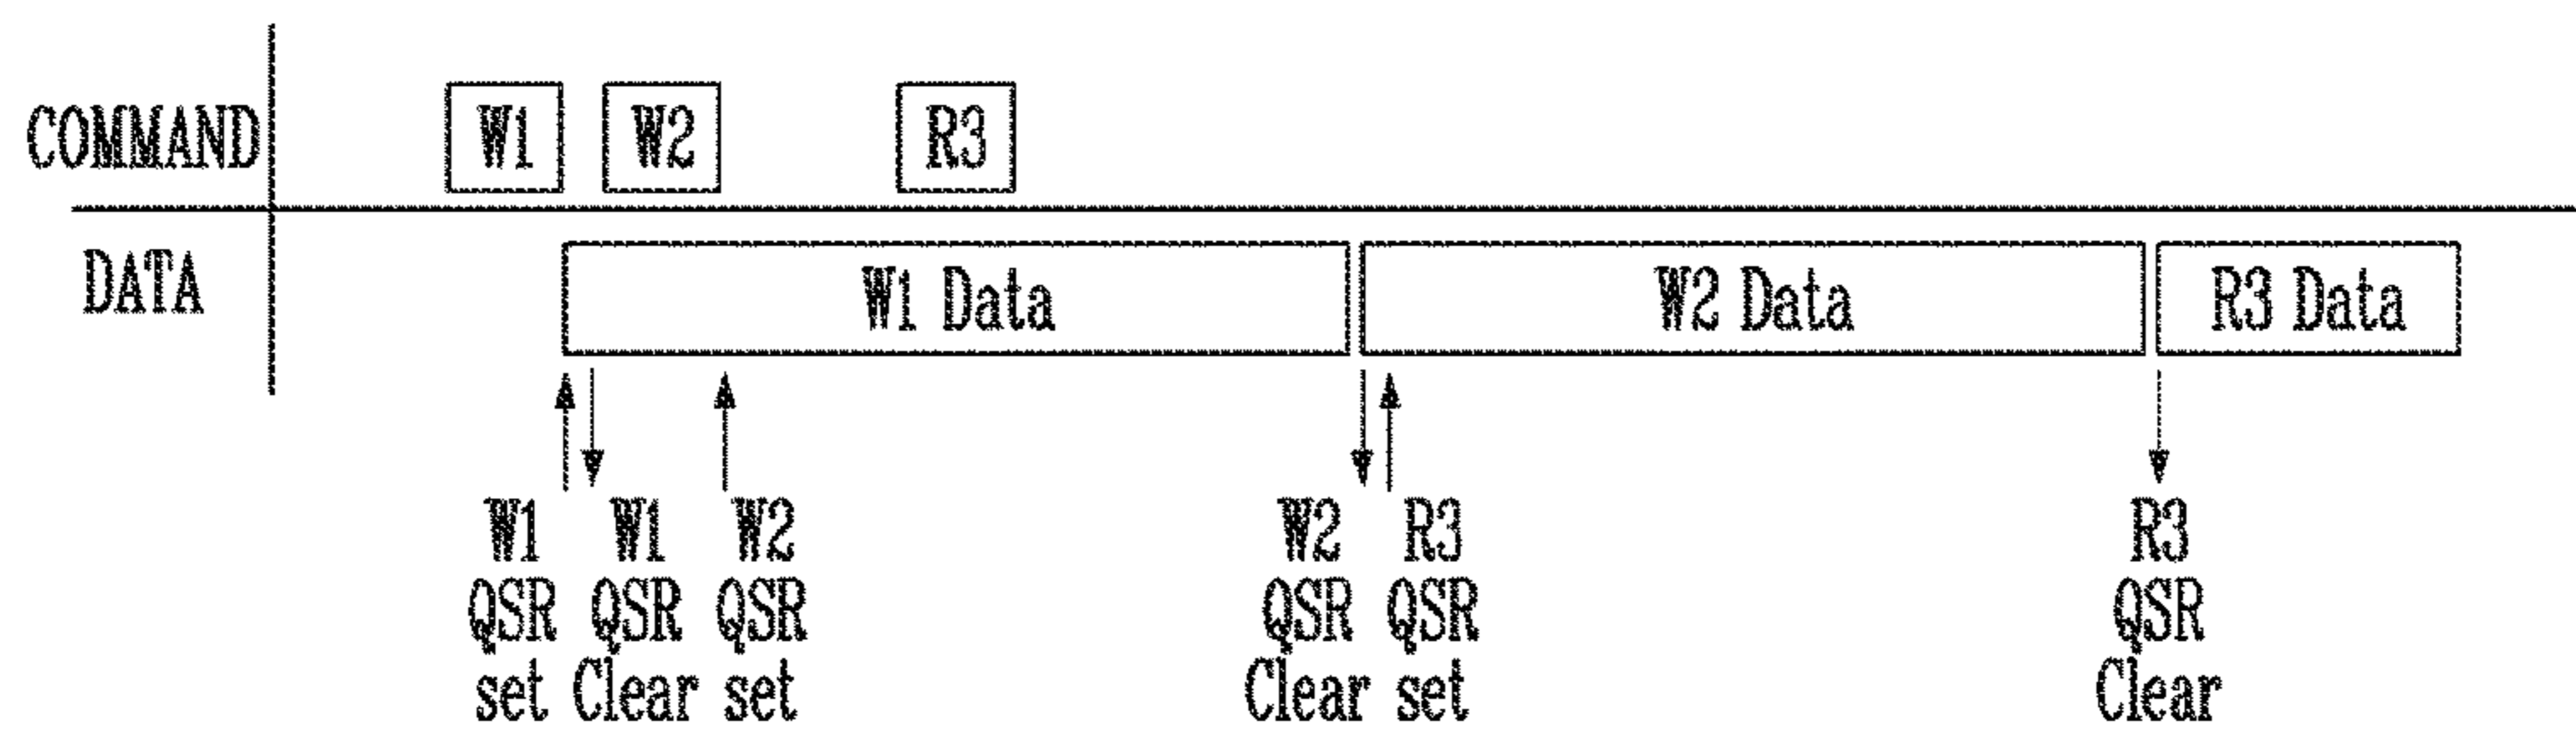 COMMAND W1 W2 R3
DATA W1 Data W2 Data R3 Data
W1 W1 W2 W2 R3 R3
QSR QSR QSR QSR QSR QSR
set Clear set Clear set Clear